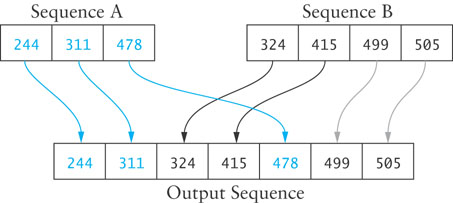 Sequence A Sequence B
244 311 478 324 415 499 505
244 311 324 415 478 499 505
Output Sequence